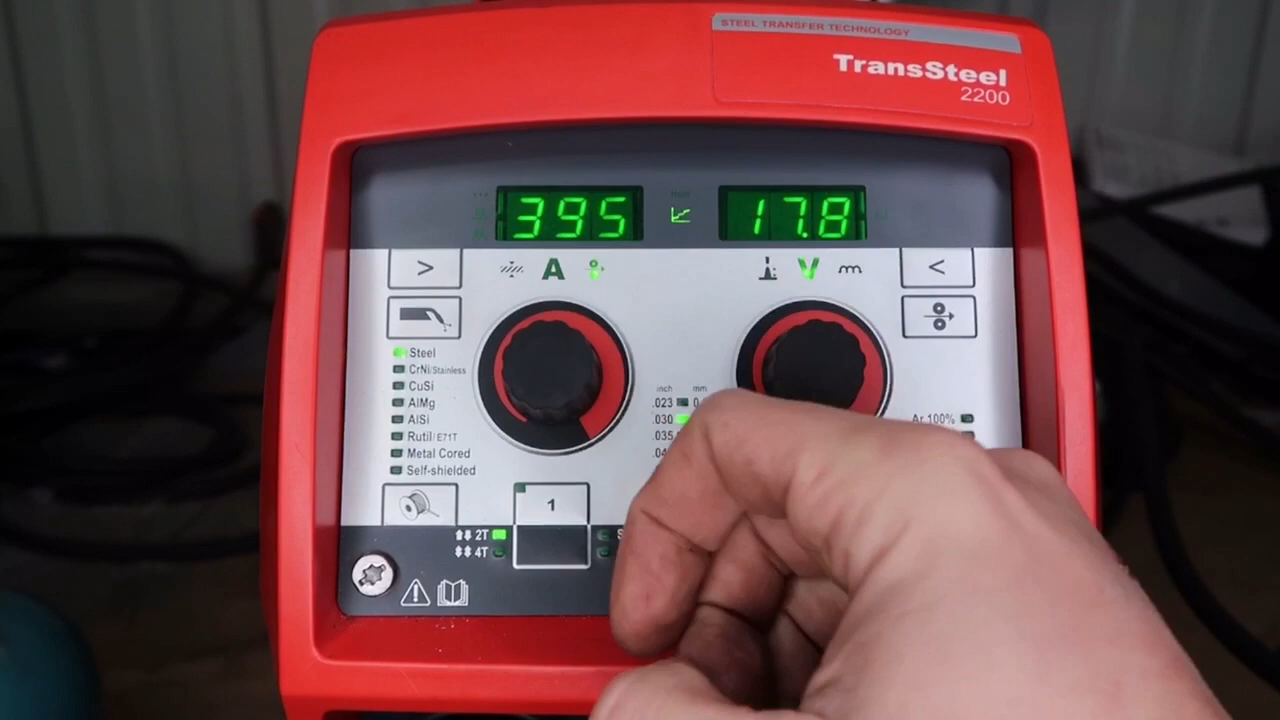 STEEL TRANSFER TECHNOLOGY
TransSteel
2200
395
17.8
>
A
V
<
Steel
CrNi/Stainless
CuSi
AlMg
AlSi
Rutil/E71T
Metal Cored
Self-shielded
inch mm
.023
.030
.035
Ar 100%
1
2T
4T